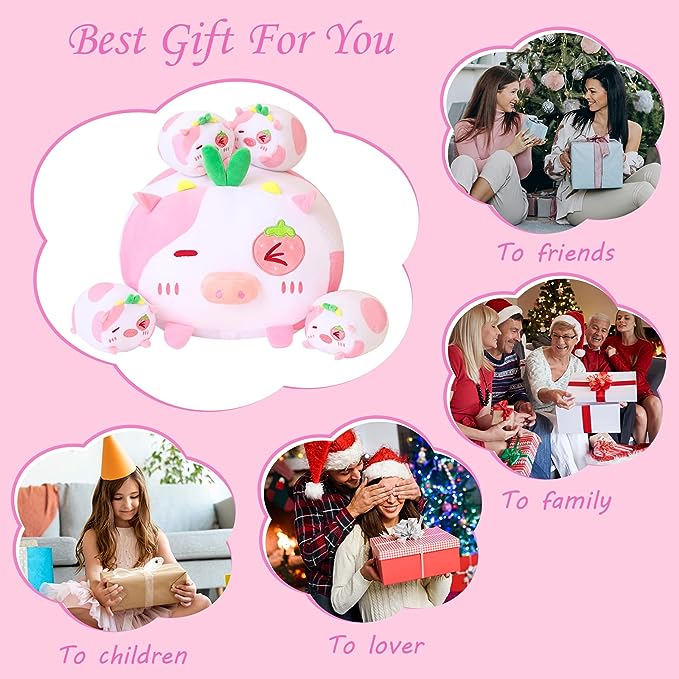 Best Gift For You
To friends
To family
To children
To lover